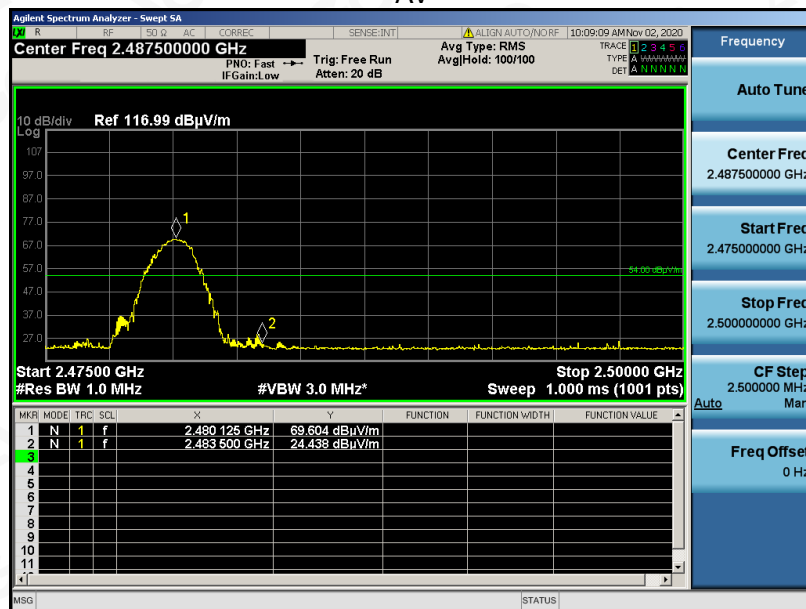 Agilent Spectrum Analyzer - Swept SA
R RF 50 Ω AC CORREC SENSE:INT ALIGN AUTO/NO RF 10:09:09 AM Nov 02, 2020
Center Freq 2.487500000 GHz
PNO: Fast
IFGain:Low
Trig: Free Run
Atten: 20 dB
Avg Type: RMS
Avg|Hold: 100/100
TRACE 1 2 3 4 5 6
TYPE A
DET A N N N N N
10 dB/div Ref 116.99 dBµV/m
Log
107
97.0
87.0
77.0
67.0
57.0
47.0
37.0
27.0
1
2
54.00 dBµV/m
Start 2.47500 GHz Stop 2.50000 GHz
#Res BW 1.0 MHz #VBW 3.0 MHz* Sweep 1.000 ms (1001 pts)
MKR MODE TRC SCL X Y FUNCTION FUNCTION WIDTH FUNCTION VALUE
1 N 1 f 2.480 125 GHz 69.604 dBµV/m
2 N 1 f 2.483 500 GHz 24.438 dBµV/m
3
4
5
6
7
8
9
10
11
MSG STATUS
Frequency
Auto Tune
Center Freq
2.487500000 GHz
Start Freq
2.475000000 GHz
Stop Freq
2.500000000 GHz
CF Step
2.500000 MHz
Auto Man
Freq Offset
0 Hz